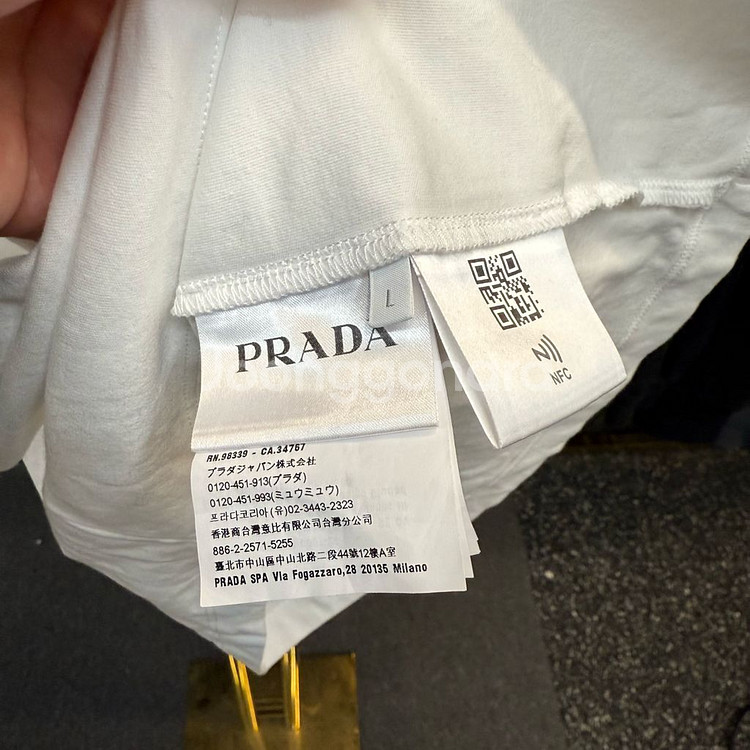 L
PRADA
NFC
RN.98339 - CA.34767
プラダジャパン株式会社
0120-451-913(プラダ)
0120-451-993(ミュウミュウ)
프라다코리아(유)02-3443-2323
香港商台灣意比有限公司台灣分公司
886-2-2571-5255
臺北市中山區中山北路二段44號12樓A室
PRADA SPA Via Fogazzaro,28 20135 Milano